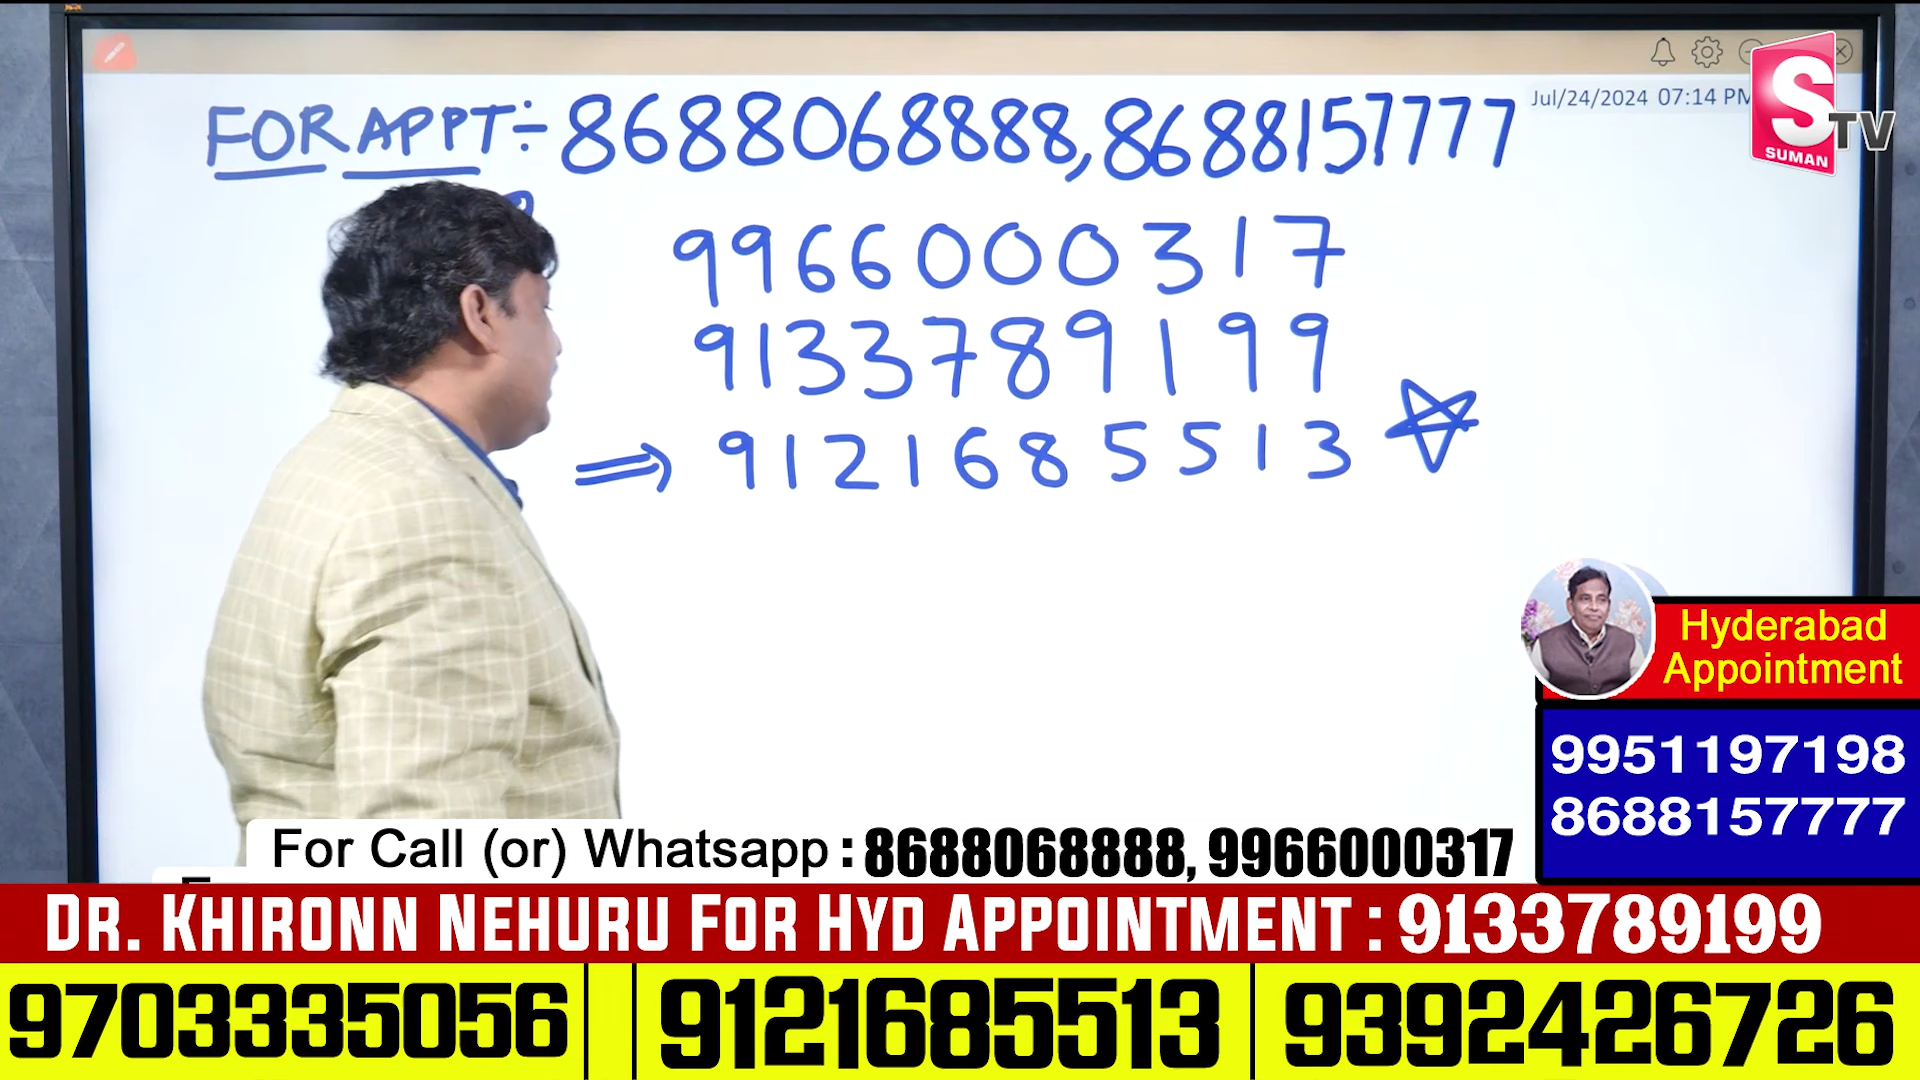 Jul/24/2024 07:14 PM
S
TV
SUMAN
FOR APPT÷ 8688068888, 8688157777
9966000317
9133789199
⇒ 9121685513
Hyderabad
Appointment
9951197198
8688157777
For Call (or) Whatsapp : 8688068888, 9966000317
DR. KHIRONN NEHURU FOR HYD APPOINTMENT : 9133789199
9703335056 9121685513 9392426726